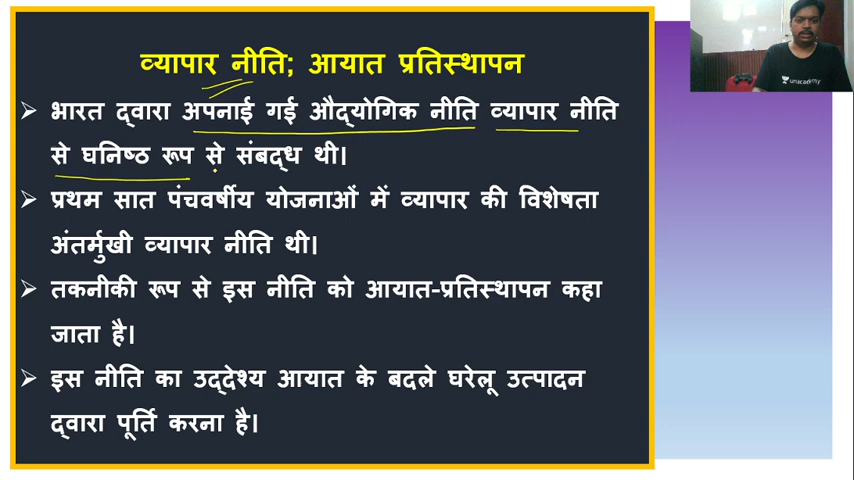 व्यापार नीति; आयात प्रतिस्थापन
➢ भारत द्वारा अपनाई गई औद्योगिक नीति व्यापार नीति
से घनिष्ठ रूप से संबद्ध थी।
➢ प्रथम सात पंचवर्षीय योजनाओं में व्यापार की विशेषता
अंतर्मुखी व्यापार नीति थी।
➢ तकनीकी रूप से इस नीति को आयात-प्रतिस्थापन कहा
जाता है।
➢ इस नीति का उद्देश्य आयात के बदले घरेलू उत्पादन
द्वारा पूर्ति करना है।
unacademy